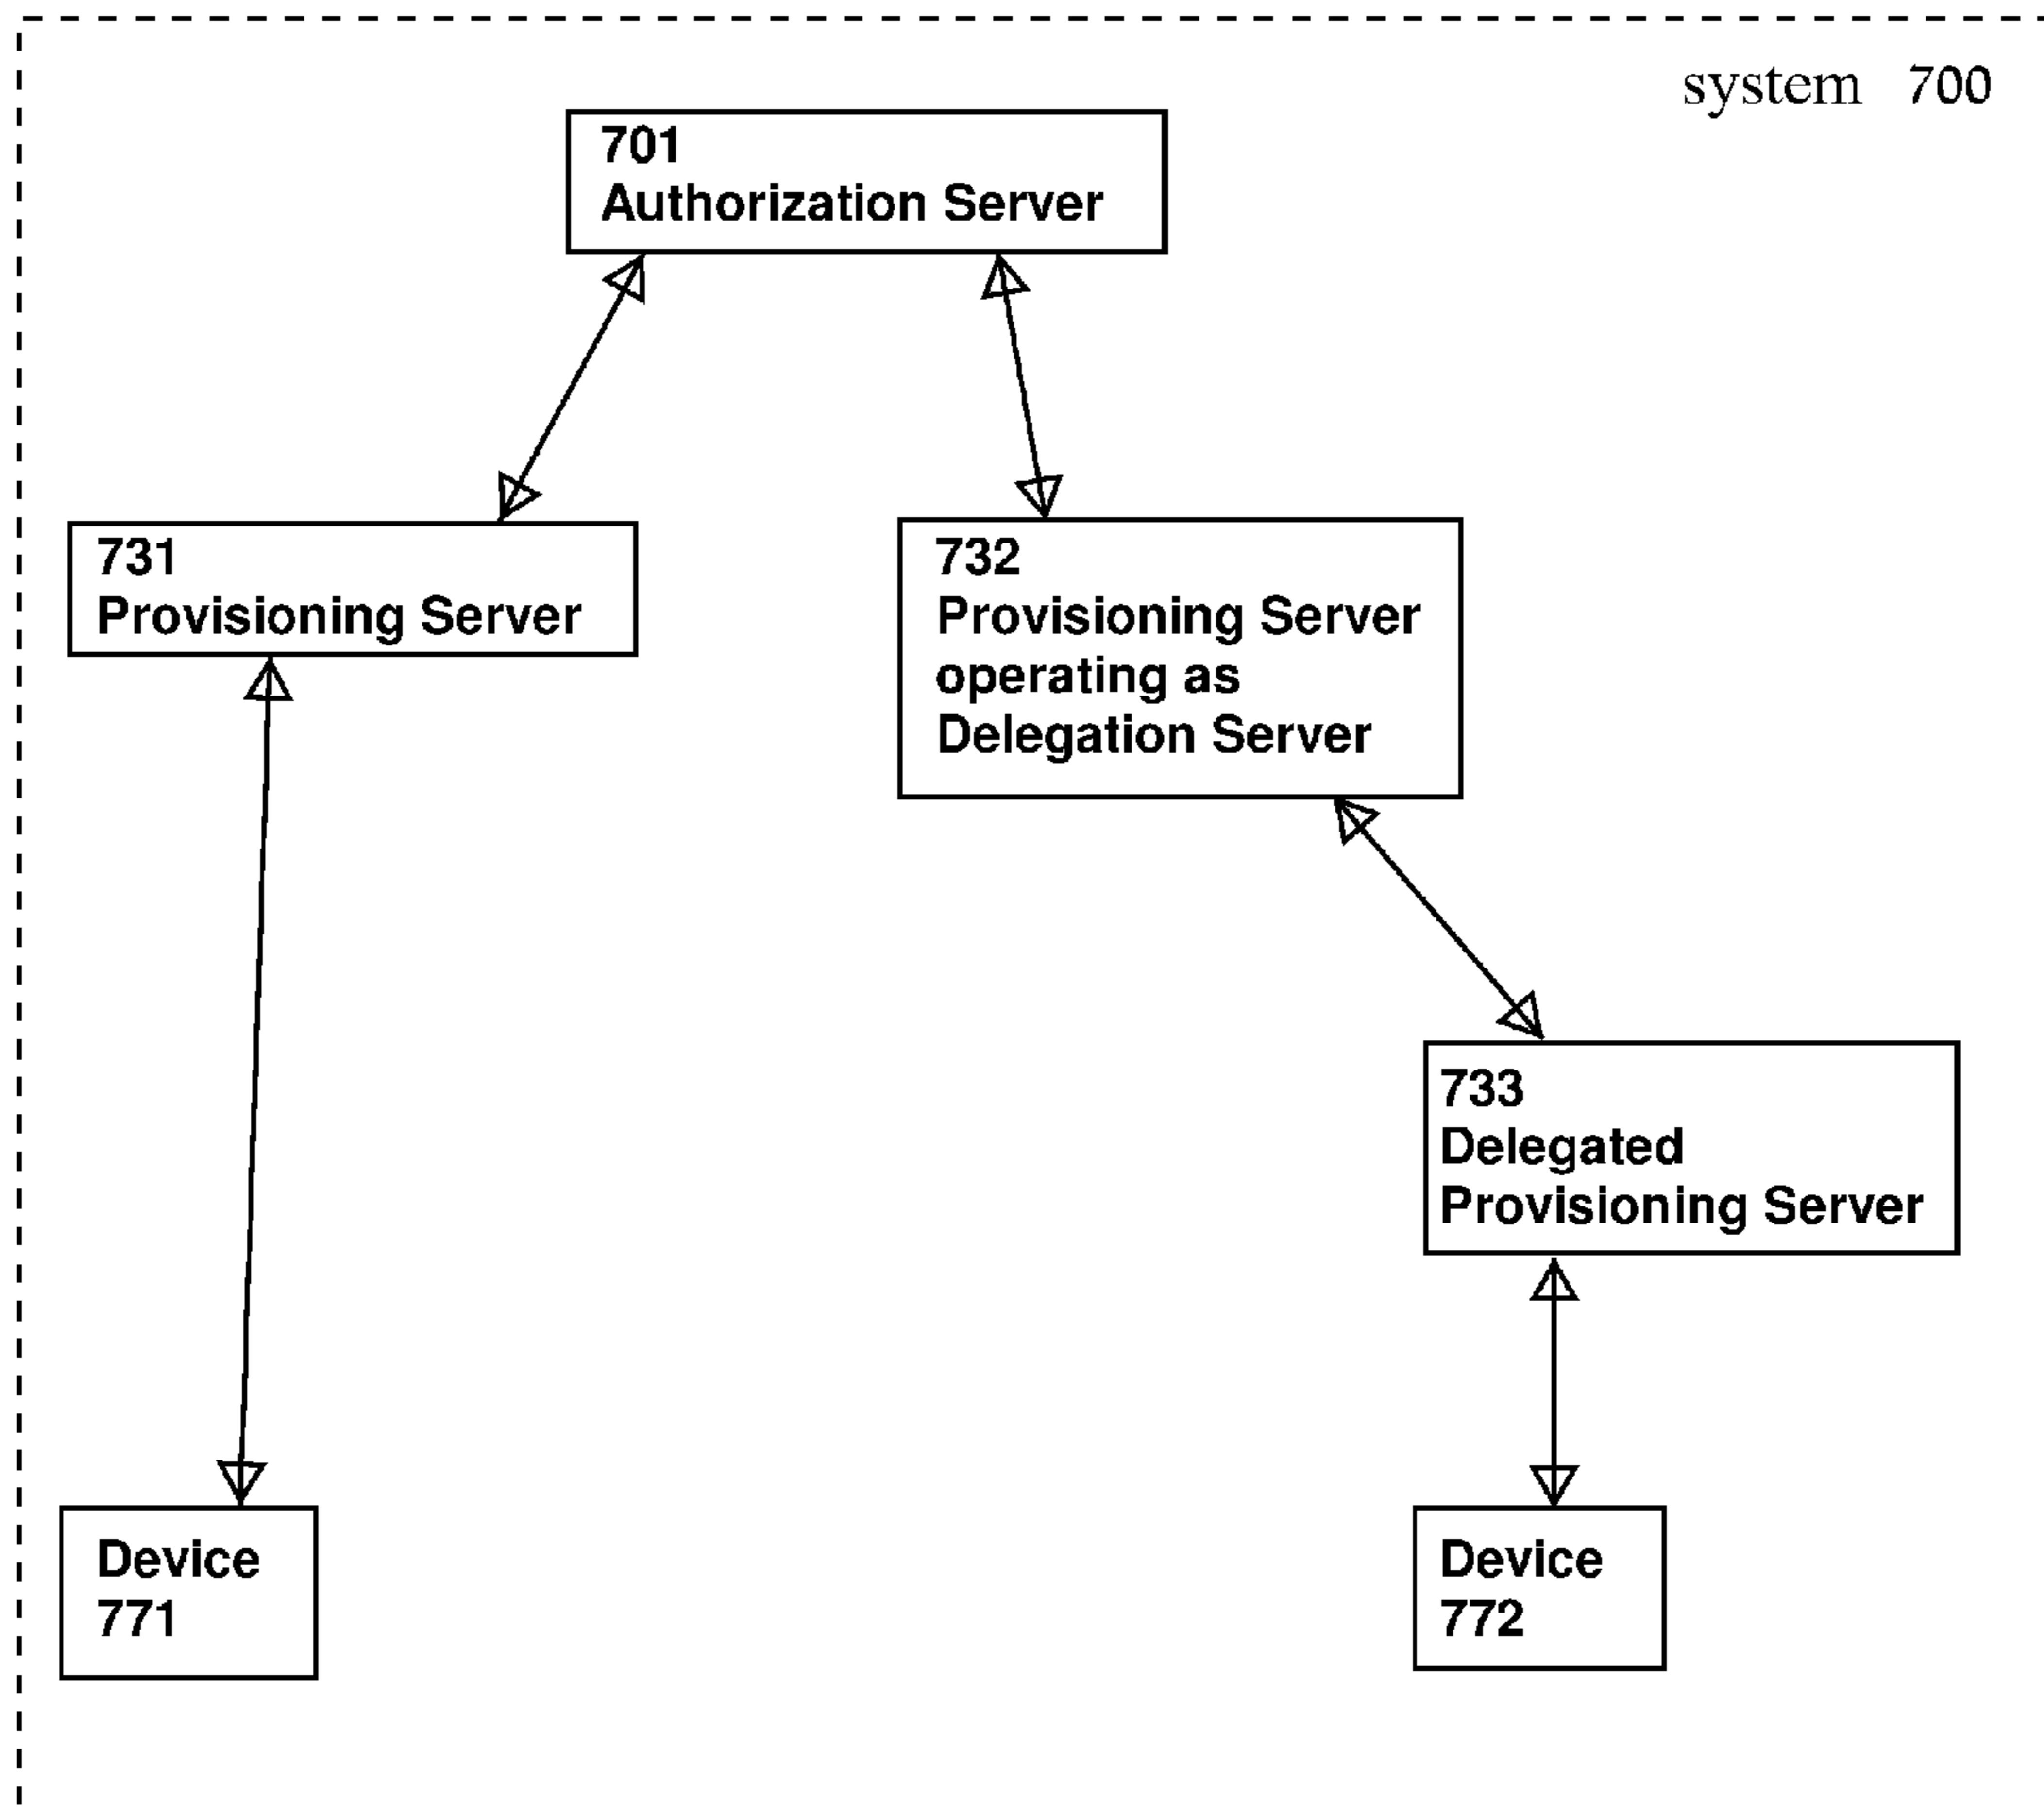 system 700
701
Authorization Server
731
Provisioning Server
732
Provisioning Server
operating as
Delegation Server
733
Delegated
Provisioning Server
Device
771
Device
772